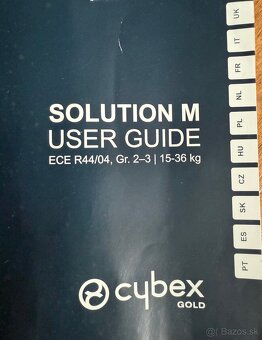 SOLUTION M
USER GUIDE
ECE R44/04, Gr. 2–3 | 15-36 kg
UK
IT
FR
NL
PL
HU
CZ
SK
ES
PT
cybex
GOLD
Bazos.sk